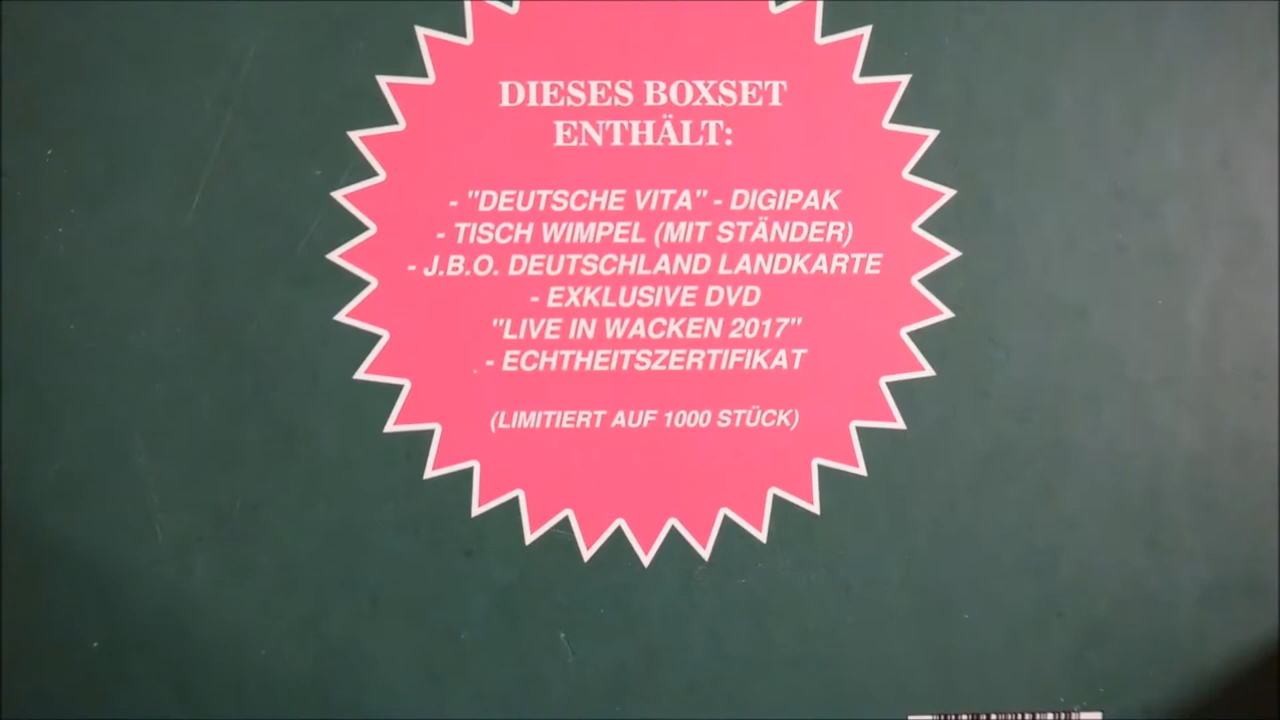 DIESES BOXSET
ENTHÄLT:
- "DEUTSCHE VITA" - DIGIPAK
- TISCH WIMPEL (MIT STÄNDER)
- J.B.O. DEUTSCHLAND LANDKARTE
- EXKLUSIVE DVD
"LIVE IN WACKEN 2017"
- ECHTHEITSZERTIFIKAT
(LIMITIERT AUF 1000 STÜCK)